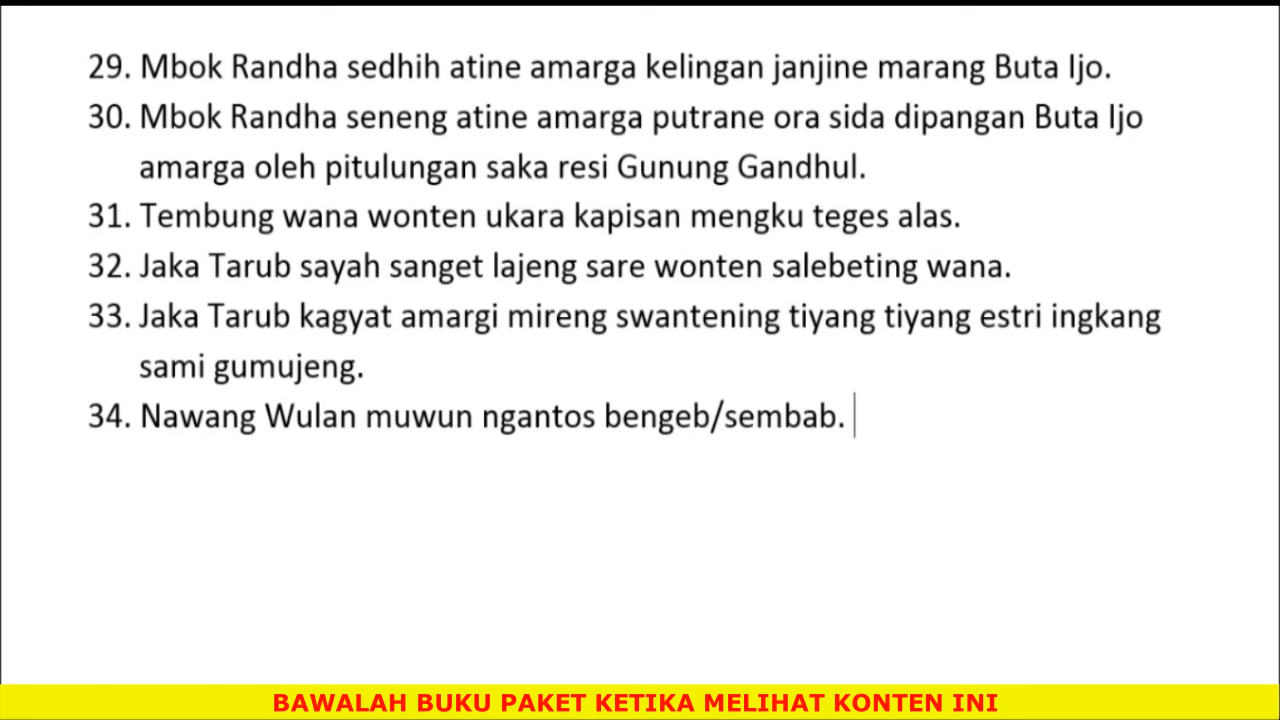 29. Mbok Randha sedhih atine amarga kelingan janjine marang Buta Ijo.
30. Mbok Randha seneng atine amarga putrane ora sida dipangan Buta Ijo
amarga oleh pitulungan saka resi Gunung Gandhul.
31. Tembung wana wonten ukara kapisan mengku teges alas.
32. Jaka Tarub sayah sanget lajeng sare wonten salebeting wana.
33. Jaka Tarub kagyat amargi mireng swantening tiyang tiyang estri ingkang
sami gumujeng.
34. Nawang Wulan muwun ngantos bengeb/sembab.
BAWALAH BUKU PAKET KETIKA MELIHAT KONTEN INI